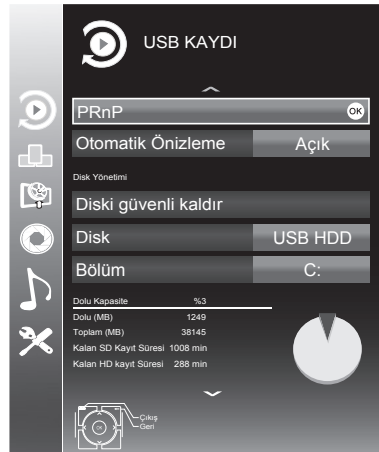 USB KAYDI
PRnP OK
Otomatik Önizleme Açık
Disk Yönetimi
Diski güvenli kaldır
Disk USB HDD
Bölüm C:
Dolu Kapasite %3
Dolu (MB) 1249
Toplam (MB) 38145
Kalan SD Kayıt Süresi 1008 min
Kalan HD kayıt Süresi 288 min
Çıkış
OK Geri